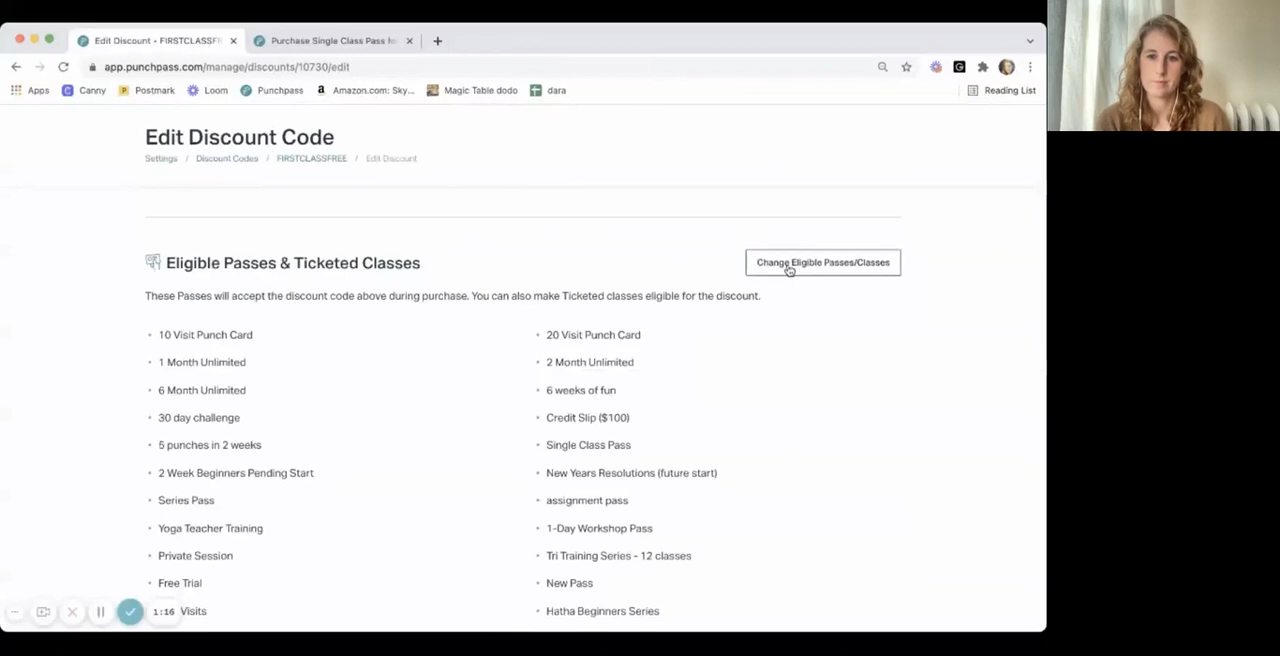 Edit Discount • FIRSTCLASSFR
Purchase Single Class Pass for
app.punchpass.com/manage/discounts/10730/edit
Apps
Canny
Postmark
Loom
Punchpass
Amazon.com: Sky...
Magic Table dodo
dara
Reading List
Edit Discount Code
Settings / Discount Codes / FIRSTCLASSFREE / Edit Discount
Eligible Passes & Ticketed Classes
Change Eligible Passes/Classes
These Passes will accept the discount code above during purchase. You can also make Ticketed classes eligible for the discount.
10 Visit Punch Card
20 Visit Punch Card
1 Month Unlimited
2 Month Unlimited
6 Month Unlimited
6 weeks of fun
30 day challenge
Credit Slip ($100)
5 punches in 2 weeks
Single Class Pass
2 Week Beginners Pending Start
New Years Resolutions (future start)
Series Pass
assignment pass
Yoga Teacher Training
1-Day Workshop Pass
Private Session
Tri Training Series - 12 classes
Free Trial
New Pass
1:16
Visits
Hatha Beginners Series